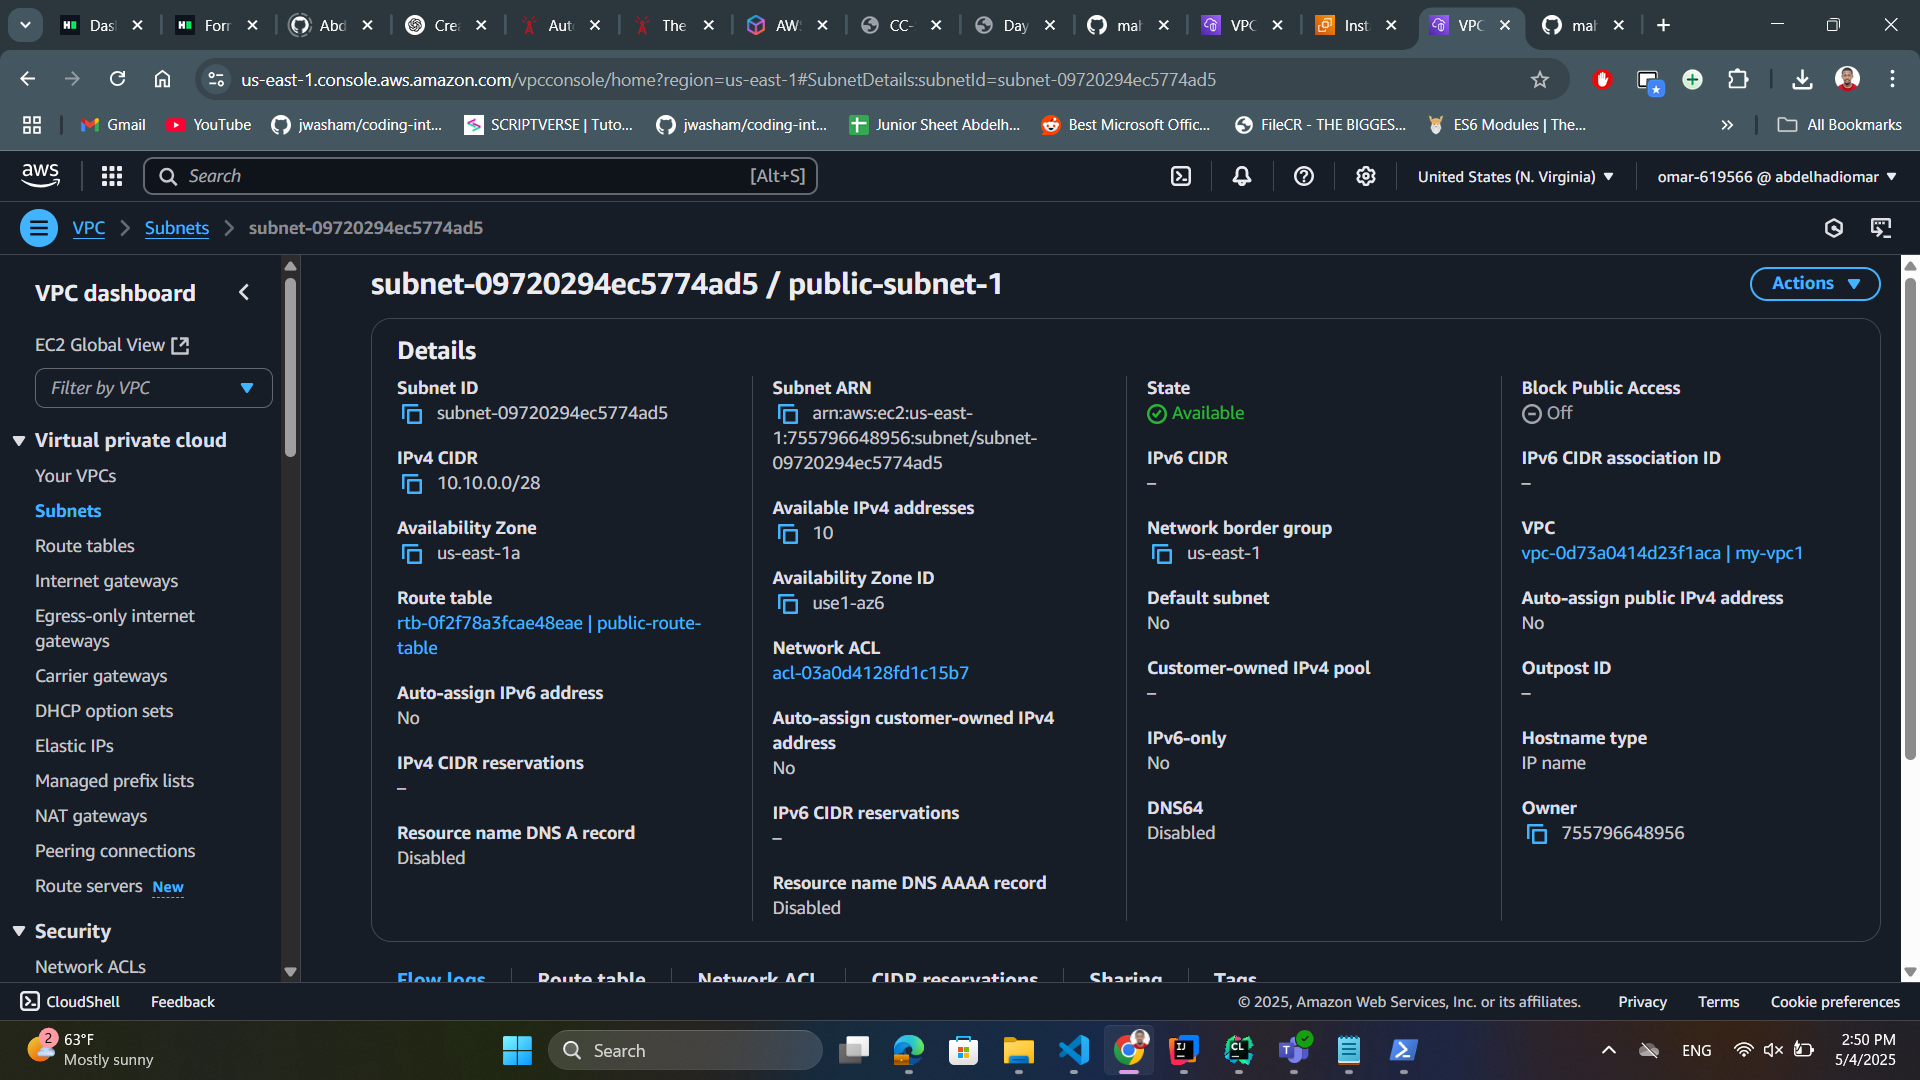 Das
Forr
Abd
Crea
Auto
The
AWS
CC-
Day
mah
VPC
Inst
VPC
mah
us-east-1.console.aws.amazon.com/vpcconsole/home?region=us-east-1#SubnetDetails:subnetId=subnet-09720294ec5774ad5
Gmail
YouTube
jwasham/coding-int...
SCRIPTVERSE | Tuto...
jwasham/coding-int...
Junior Sheet Abdelh...
Best Microsoft Offic...
FileCR - THE BIGGES...
ES6 Modules | The...
All Bookmarks
aws
Search
[Alt+S]
United States (N. Virginia)
omar-619566 @ abdelhadiomar
VPC
Subnets
subnet-09720294ec5774ad5
VPC dashboard
EC2 Global View
Filter by VPC
Virtual private cloud
Your VPCs
Subnets
Route tables
Internet gateways
Egress-only internet
gateways
Carrier gateways
DHCP option sets
Elastic IPs
Managed prefix lists
NAT gateways
Peering connections
Route servers New
Security
Network ACLs
subnet-09720294ec5774ad5 / public-subnet-1
Actions
Details
Subnet ID
subnet-09720294ec5774ad5
IPv4 CIDR
10.10.0.0/28
Availability Zone
us-east-1a
Route table
rtb-0f2f78a3fcae48eae | public-route-
table
Auto-assign IPv6 address
No
IPv4 CIDR reservations
–
Resource name DNS A record
Disabled
Subnet ARN
arn:aws:ec2:us-east-
1:755796648956:subnet/subnet-
09720294ec5774ad5
Available IPv4 addresses
10
Availability Zone ID
use1-az6
Network ACL
acl-03a0d4128fd1c15b7
Auto-assign customer-owned IPv4
address
No
IPv6 CIDR reservations
–
Resource name DNS AAAA record
Disabled
State
Available
IPv6 CIDR
–
Network border group
us-east-1
Default subnet
No
Customer-owned IPv4 pool
–
IPv6-only
No
DNS64
Disabled
Block Public Access
Off
IPv6 CIDR association ID
–
VPC
vpc-0d73a0414d23f1aca | my-vpc1
Auto-assign public IPv4 address
No
Outpost ID
–
Hostname type
IP name
Owner
755796648956
Flow logs
Route table
Network ACL
CIDR reservations
Sharing
Tags
CloudShell
Feedback
© 2025, Amazon Web Services, Inc. or its affiliates.
Privacy
Terms
Cookie preferences
2
63°F
Mostly sunny
Search
ENG
2:50 PM
5/4/2025